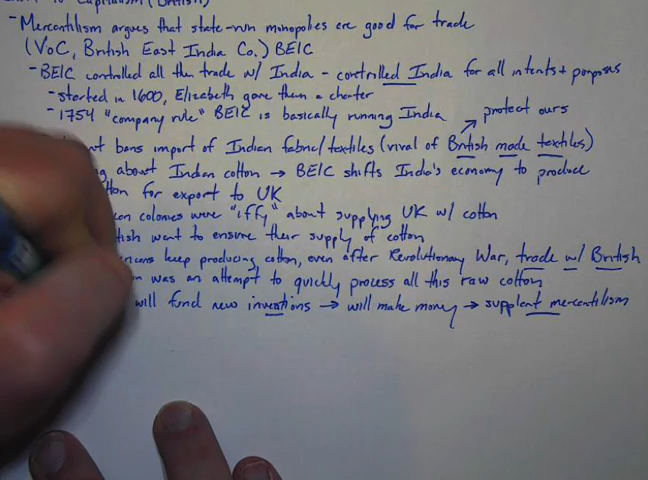 to Capitalism (British)
- Mercantilism argues that state-run monopolies are good for trade
(VoC, British East India Co.) BEIC
- BEIC controlled all the trade w/ India - controlled India for all intents + purposes
- started in 1600, Elizabeth gave them a charter
- 1754 "company rule" BEIC is basically running India
protect ours
bans import of Indian fabric/textiles (rival of British made textiles)
about Indian cotton → BEIC shifts India's economy to produce
for export to UK
colonies were "iffy" about supplying UK w/ cotton
want to ensure their supply of cotton
keep producing cotton, even after Revolutionary War, trade w/ British
was an attempt to quickly process all this raw cotton
will fund new inventions → will make money → supplant mercantilism